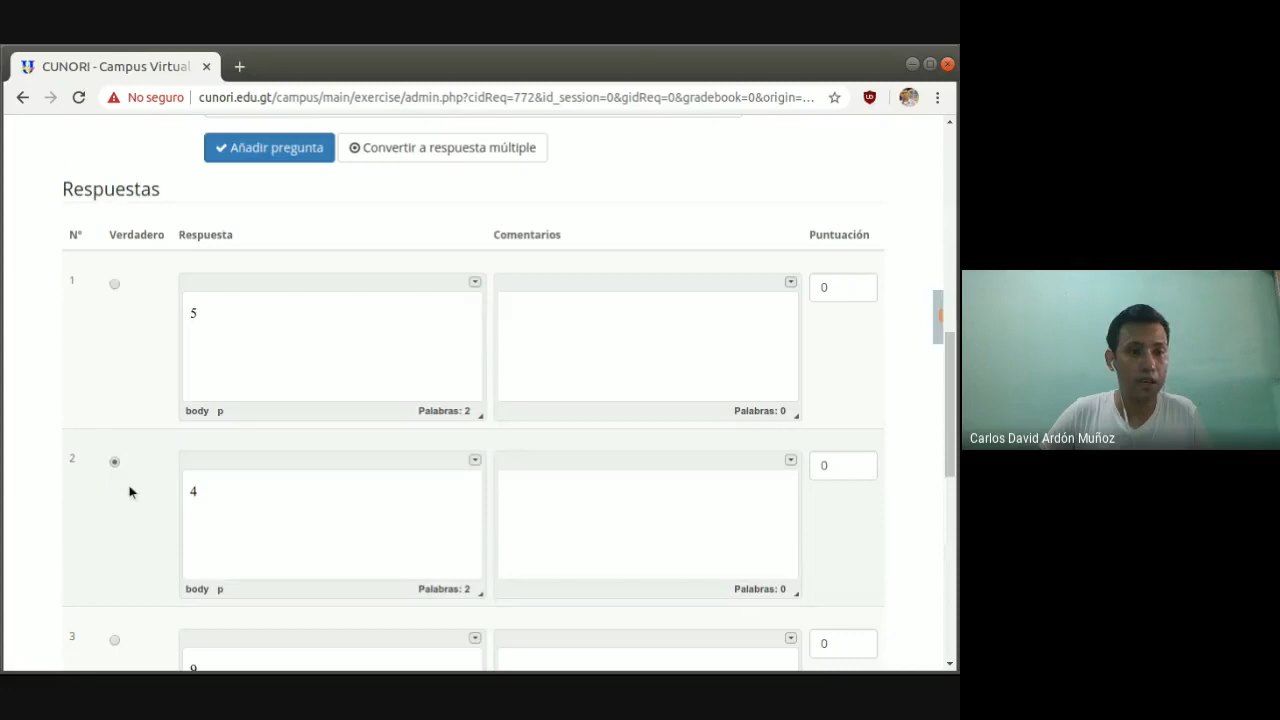 CUNORI - Campus Virtual
No seguro
cunori.edu.gt/campus/main/exercise/admin.php?cidReq=772&id_session=0&gidReq=0&gradebook=0&origin=...
Añadir pregunta
Convertir a respuesta múltiple
Respuestas
N° Verdadero Respuesta Comentarios Puntuación
1
0
5
body p Palabras: 2 Palabras: 0
2
0
4
body p Palabras: 2 Palabras: 0
3
0
9
Carlos David Ardón Muñoz